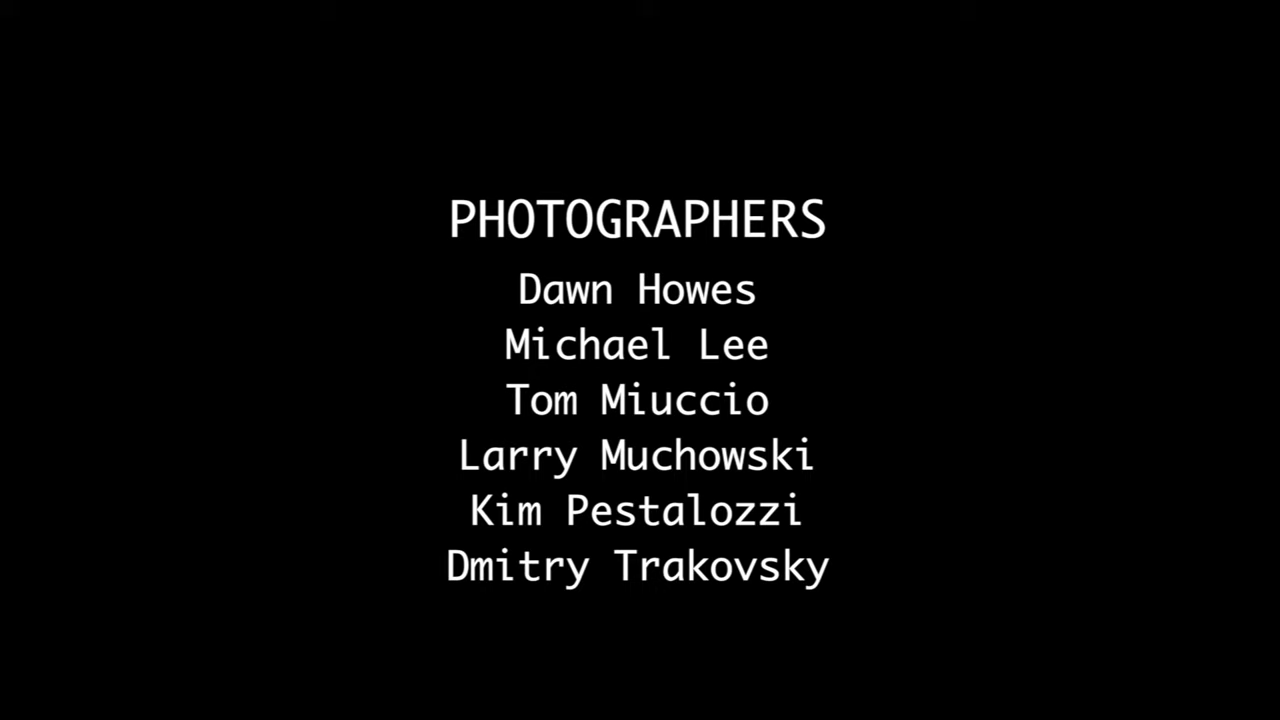 PHOTOGRAPHERS
Dawn Howes
Michael Lee
Tom Miuccio
Larry Muchowski
Kim Pestalozzi
Dmitry Trakovsky